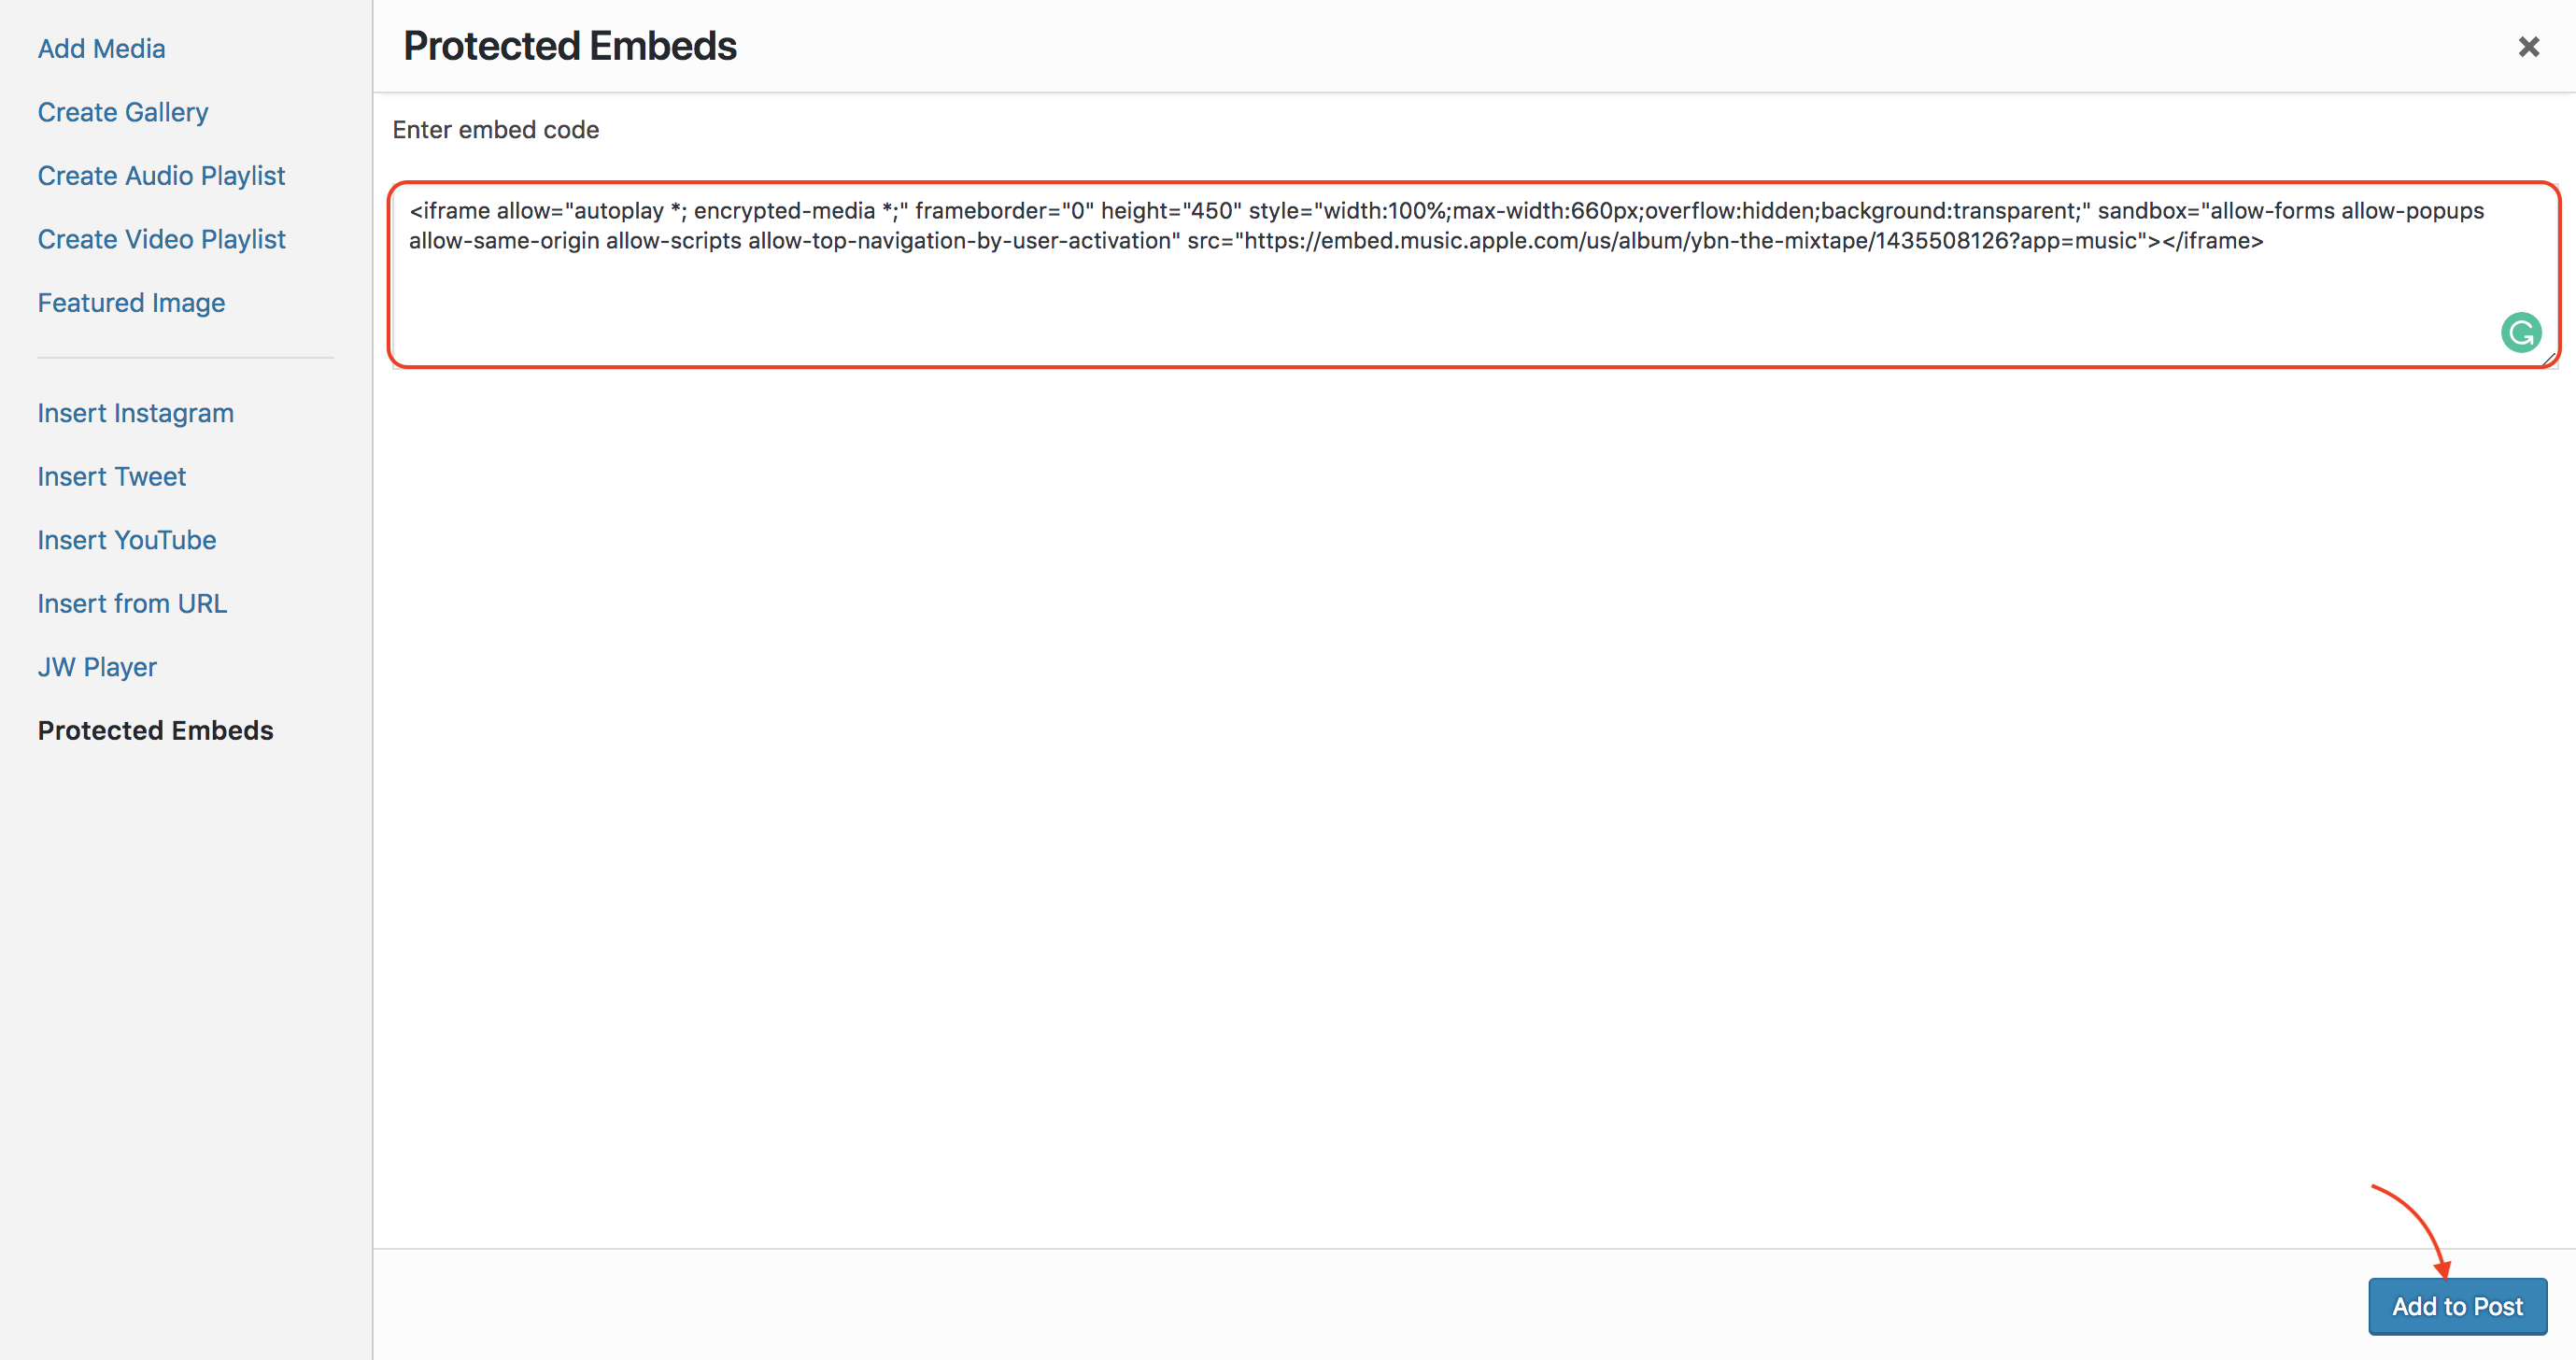 Add Media
Create Gallery
Create Audio Playlist
Create Video Playlist
Featured Image
Insert Instagram
Insert Tweet
Insert YouTube
Insert from URL
JW Player
Protected Embeds
Protected Embeds
Enter embed code
<iframe allow="autoplay *; encrypted-media *;" frameborder="0" height="450" style="width:100%;max-width:660px;overflow:hidden;background:transparent;" sandbox="allow-forms allow-popups
allow-same-origin allow-scripts allow-top-navigation-by-user-activation" src="https://embed.music.apple.com/us/album/ybn-the-mixtape/1435508126?app=music"></iframe>
Add to Post